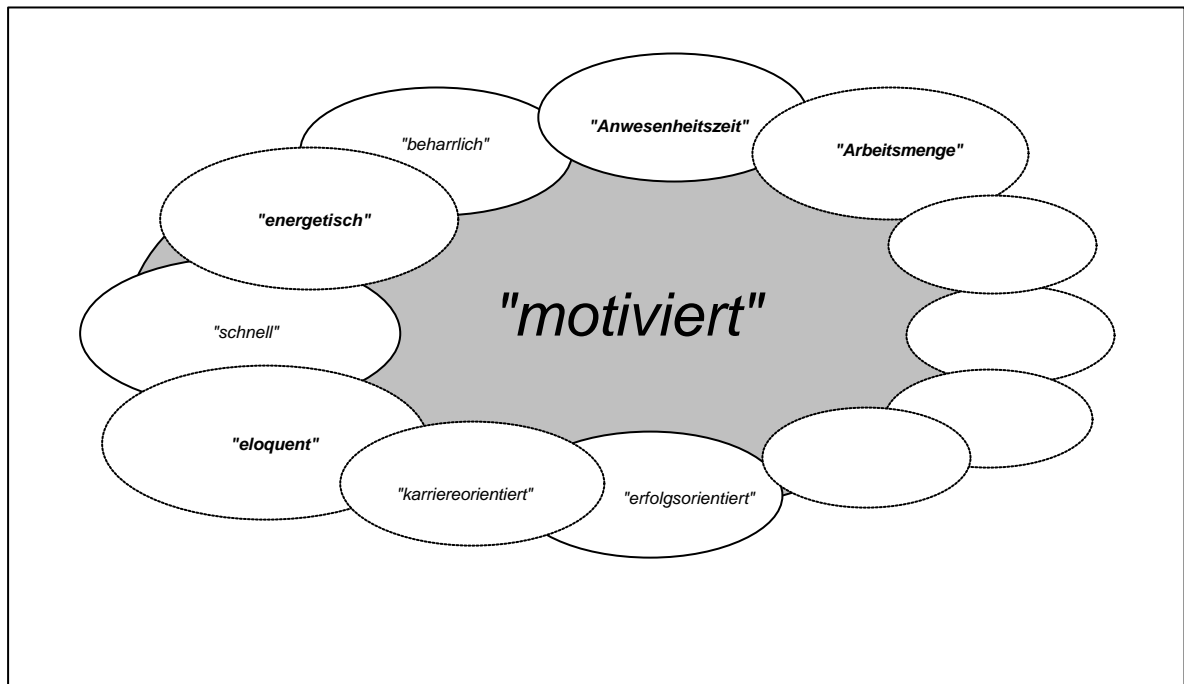 "Anwesenheitszeit"
"beharrlich"
"Arbeitsmenge"
"energetisch"
"motiviert"
"schnell"
"eloquent"
"karriereorientiert"
"erfolgsorientiert"